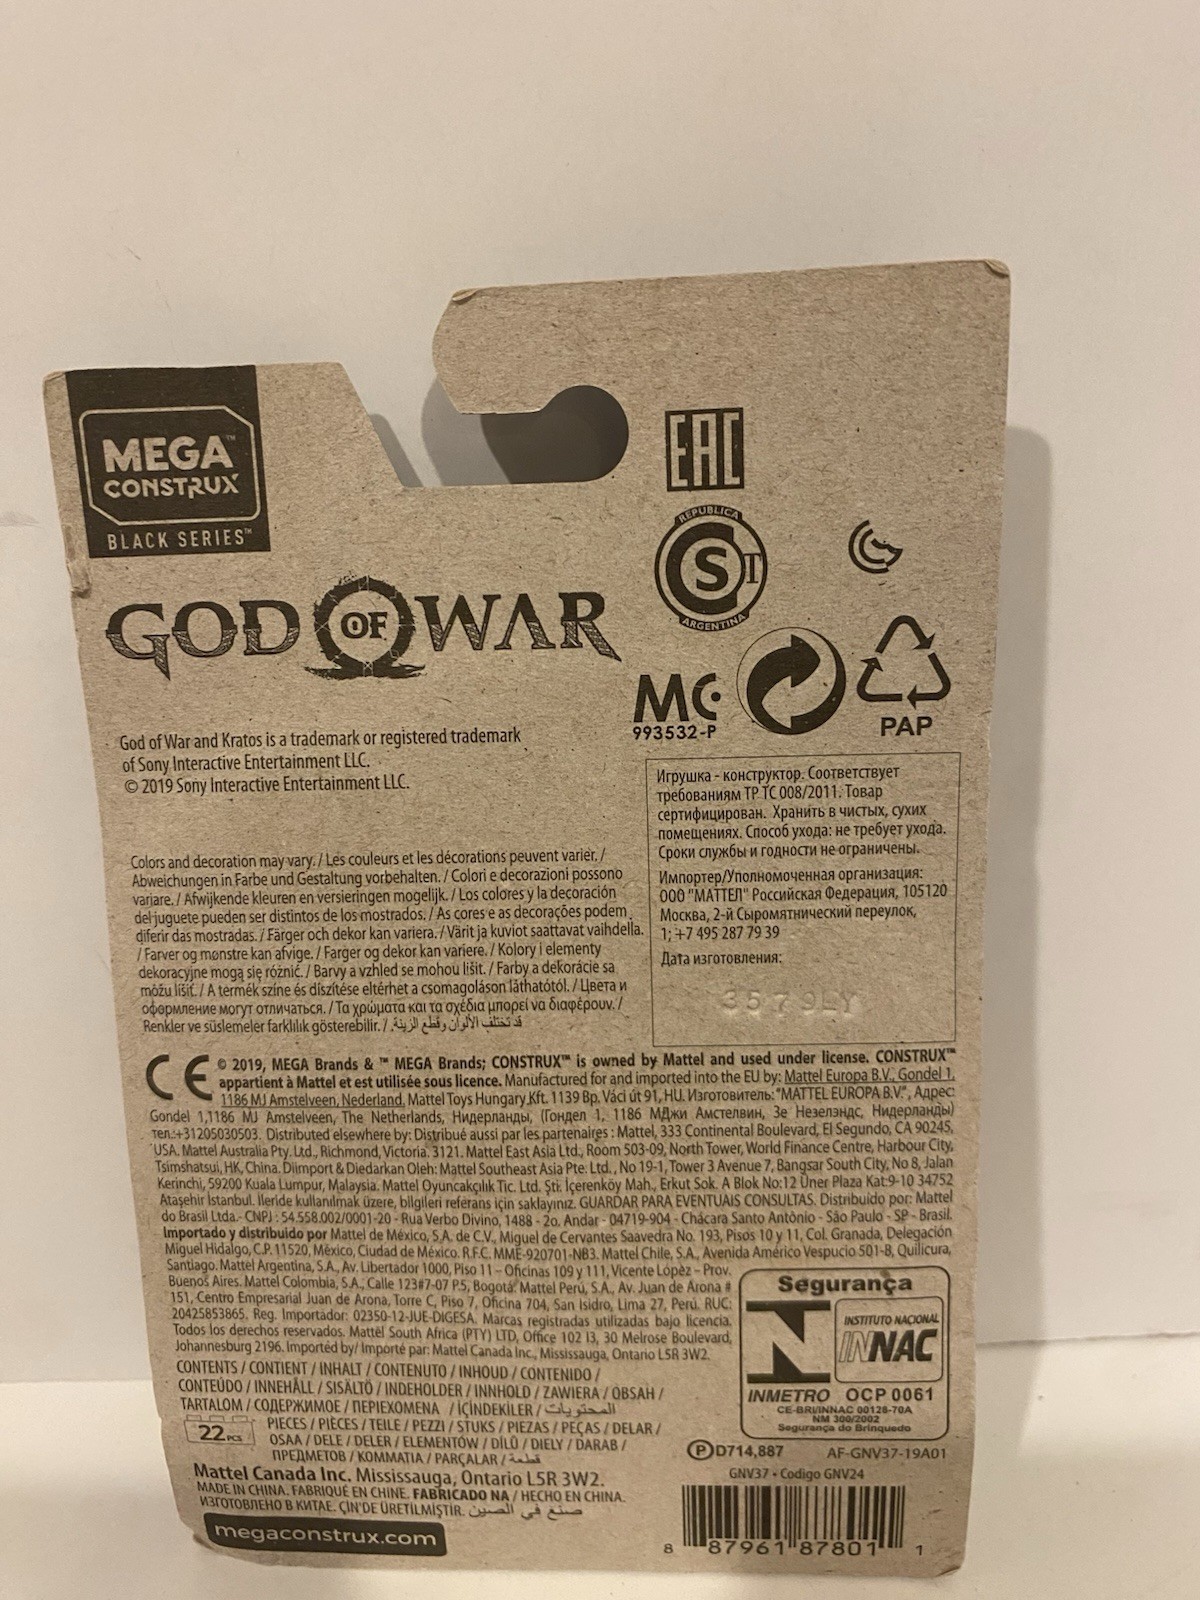 MEGA™
CONSTRUX
BLACK SERIES™
GOD OF WAR
God of War and Kratos is a trademark or registered trademark
of Sony Interactive Entertainment LLC.
© 2019 Sony Interactive Entertainment LLC.
EAC
REPUBLICA
CS T
ARGENTINA
MC
993532-P
PAP
Игрушка - конструктор. Соответствует
требованиям ТР ТС 008/2011. Товар
сертифицирован. Хранить в чистых, сухих
помещениях. Способ ухода: не требует ухода.
Сроки службы и годности не ограничены.
Импортер/Уполномоченная организация:
ООО "МАТТЕЛ" Российская Федерация, 105120
Москва, 2-й Сыромятнический переулок,
1; +7 495 287 79 39
Дата изготовления:
3579LY
Colors and decoration may vary. / Les couleurs et les décorations peuvent varier. /
Abweichungen in Farbe und Gestaltung vorbehalten. / Colori e decorazioni possono
variare. / Afwijkende kleuren en versieringen mogelijk. / Los colores y la decoración
del juguete pueden ser distintos de los mostrados. / As cores e as decorações podem
diferir das mostradas. / Färger och dekor kan variera. / Värit ja kuviot saattavat vaihdella.
/ Farver og mønstre kan afvige. / Farger og dekor kan variere. / Kolory i elementy
dekoracyjne mogą się różnić. / Barvy a vzhled se mohou lišit. / Farby a dekorácie sa
môžu líšiť. / A termék színe és díszítése eltérhet a csomagoláson láthatótól. / Цвета и
оформление могут отличаться. / Τα χρώματα και τα σχέδια μπορεί να διαφέρουν. /
Renkler ve süslemeler farklılık gösterebilir. / قد تختلف الألوان وقطع الزينة.
CE © 2019, MEGA Brands & ™ MEGA Brands; CONSTRUX™ is owned by Mattel and used under license. CONSTRUX™
appartient à Mattel et est utilisée sous licence. Manufactured for and imported into the EU by: Mattel Europa B.V., Gondel 1,
1186 MJ Amstelveen, Nederland. Mattel Toys Hungary Kft. 1139 Bp. Váci út 91, HU. Изготовитель: "MATTEL EUROPA B.V.", Адрес:
Gondel 1,1186 MJ Amstelveen, The Netherlands, Нидерланды, (Гондел 1, 1186 МДжи Амстелвин, Зе Незелэндс, Нидерланды)
тел.:+31205030503. Distributed elsewhere by: Distribué aussi par les partenaires : Mattel, 333 Continental Boulevard, El Segundo, CA 90245,
USA. Mattel Australia Pty. Ltd., Richmond, Victoria. 3121. Mattel East Asia Ltd., Room 503-09, North Tower, World Finance Centre, Harbour City,
Tsimshatsui, HK, China. Diimport & Diedarkan Oleh: Mattel Southeast Asia Pte. Ltd., No 19-1, Tower 3 Avenue 7, Bangsar South City, No 8, Jalan
Kerinchi, 59200 Kuala Lumpur, Malaysia. Mattel Oyuncakçılık Tic. Ltd. Şti. İçerenköy Mah., Erkut Sok. A Blok No:12 Üner Plaza Kat:9-10 34752
Ataşehir İstanbul. İleride kullanılmak üzere, bilgileri referans için saklayınız. GUARDAR PARA EVENTUAIS CONSULTAS. Distribuído por: Mattel
do Brasil Ltda.- CNPJ : 54.558.002/0001-20 - Rua Verbo Divino, 1488 - 2o. Andar - 04719-904 - Chácara Santo Antônio - São Paulo - SP - Brasil.
Importado y distribuido por Mattel de México, S.A. de C.V., Miguel de Cervantes Saavedra No. 193, Pisos 10 y 11, Col. Granada, Delegación
Miguel Hidalgo, C.P. 11520, México, Ciudad de México. R.F.C. MME-920701-NB3. Mattel Chile, S.A., Avenida Américo Vespucio 501-B, Quilicura,
Santiago. Mattel Argentina, S.A., Av. Libertador 1000, Piso 11 – Oficinas 109 y 111, Vicente López – Prov.
Buenos Aires. Mattel Colombia, S.A., Calle 123#7-07 P.5, Bogotá. Mattel Perú, S.A., Av. Juan de Arona #
151, Centro Empresarial Juan de Arona, Torre C, Piso 7, Oficina 704, San Isidro, Lima 27, Perú. RUC:
20425853865. Reg. Importador: 02350-12-JUE-DIGESA. Marcas registradas utilizadas bajo licencia.
Todos los derechos reservados. Mattel South Africa (PTY) LTD, Office 102 I3, 30 Melrose Boulevard,
Johannesburg 2196. Imported by/ Importé par: Mattel Canada Inc., Mississauga, Ontario L5R 3W2.
CONTENTS / CONTIENT / INHALT / CONTENUTO / INHOUD / CONTENIDO /
CONTEÚDO / INNEHÅLL / SISÄLTÖ / INDEHOLDER / INNHOLD / ZAWIERA / OBSAH /
TARTALOM / СОДЕРЖИМОЕ / ΠΕΡΙΕΧΟΜΕΝΑ / İÇİNDEKİLER / المحتويات
22 PCS
PIECES / PIÈCES / TEILE / PEZZI / STUKS / PIEZAS / PEÇAS / DELAR /
OSAA / DELE / DELER / ELEMENTÓW / DÍLŮ / DIELY / DARAB /
ПРЕДМЕТОВ / ΚΟΜΜΑΤΙΑ / PARÇALAR / قطعة
Mattel Canada Inc. Mississauga, Ontario L5R 3W2.
MADE IN CHINA. FABRIQUÉ EN CHINE. FABRICADO NA / HECHO EN CHINA.
ИЗГОТОВЛЕНО В КИТАЕ. ÇİN'DE ÜRETİLMİŞTİR. صنع في الصين
megaconstrux.com
Segurança
INSTITUTO NACIONAL
INNAC
INMETRO OCP 0061
CE-BRI/INNAC 00128-70A
NM 300/2002
Segurança do Brinquedo
Ⓟ D714,887 AF-GNV37-19A01
GNV37 • Codigo GNV24
8 87961 87801 1